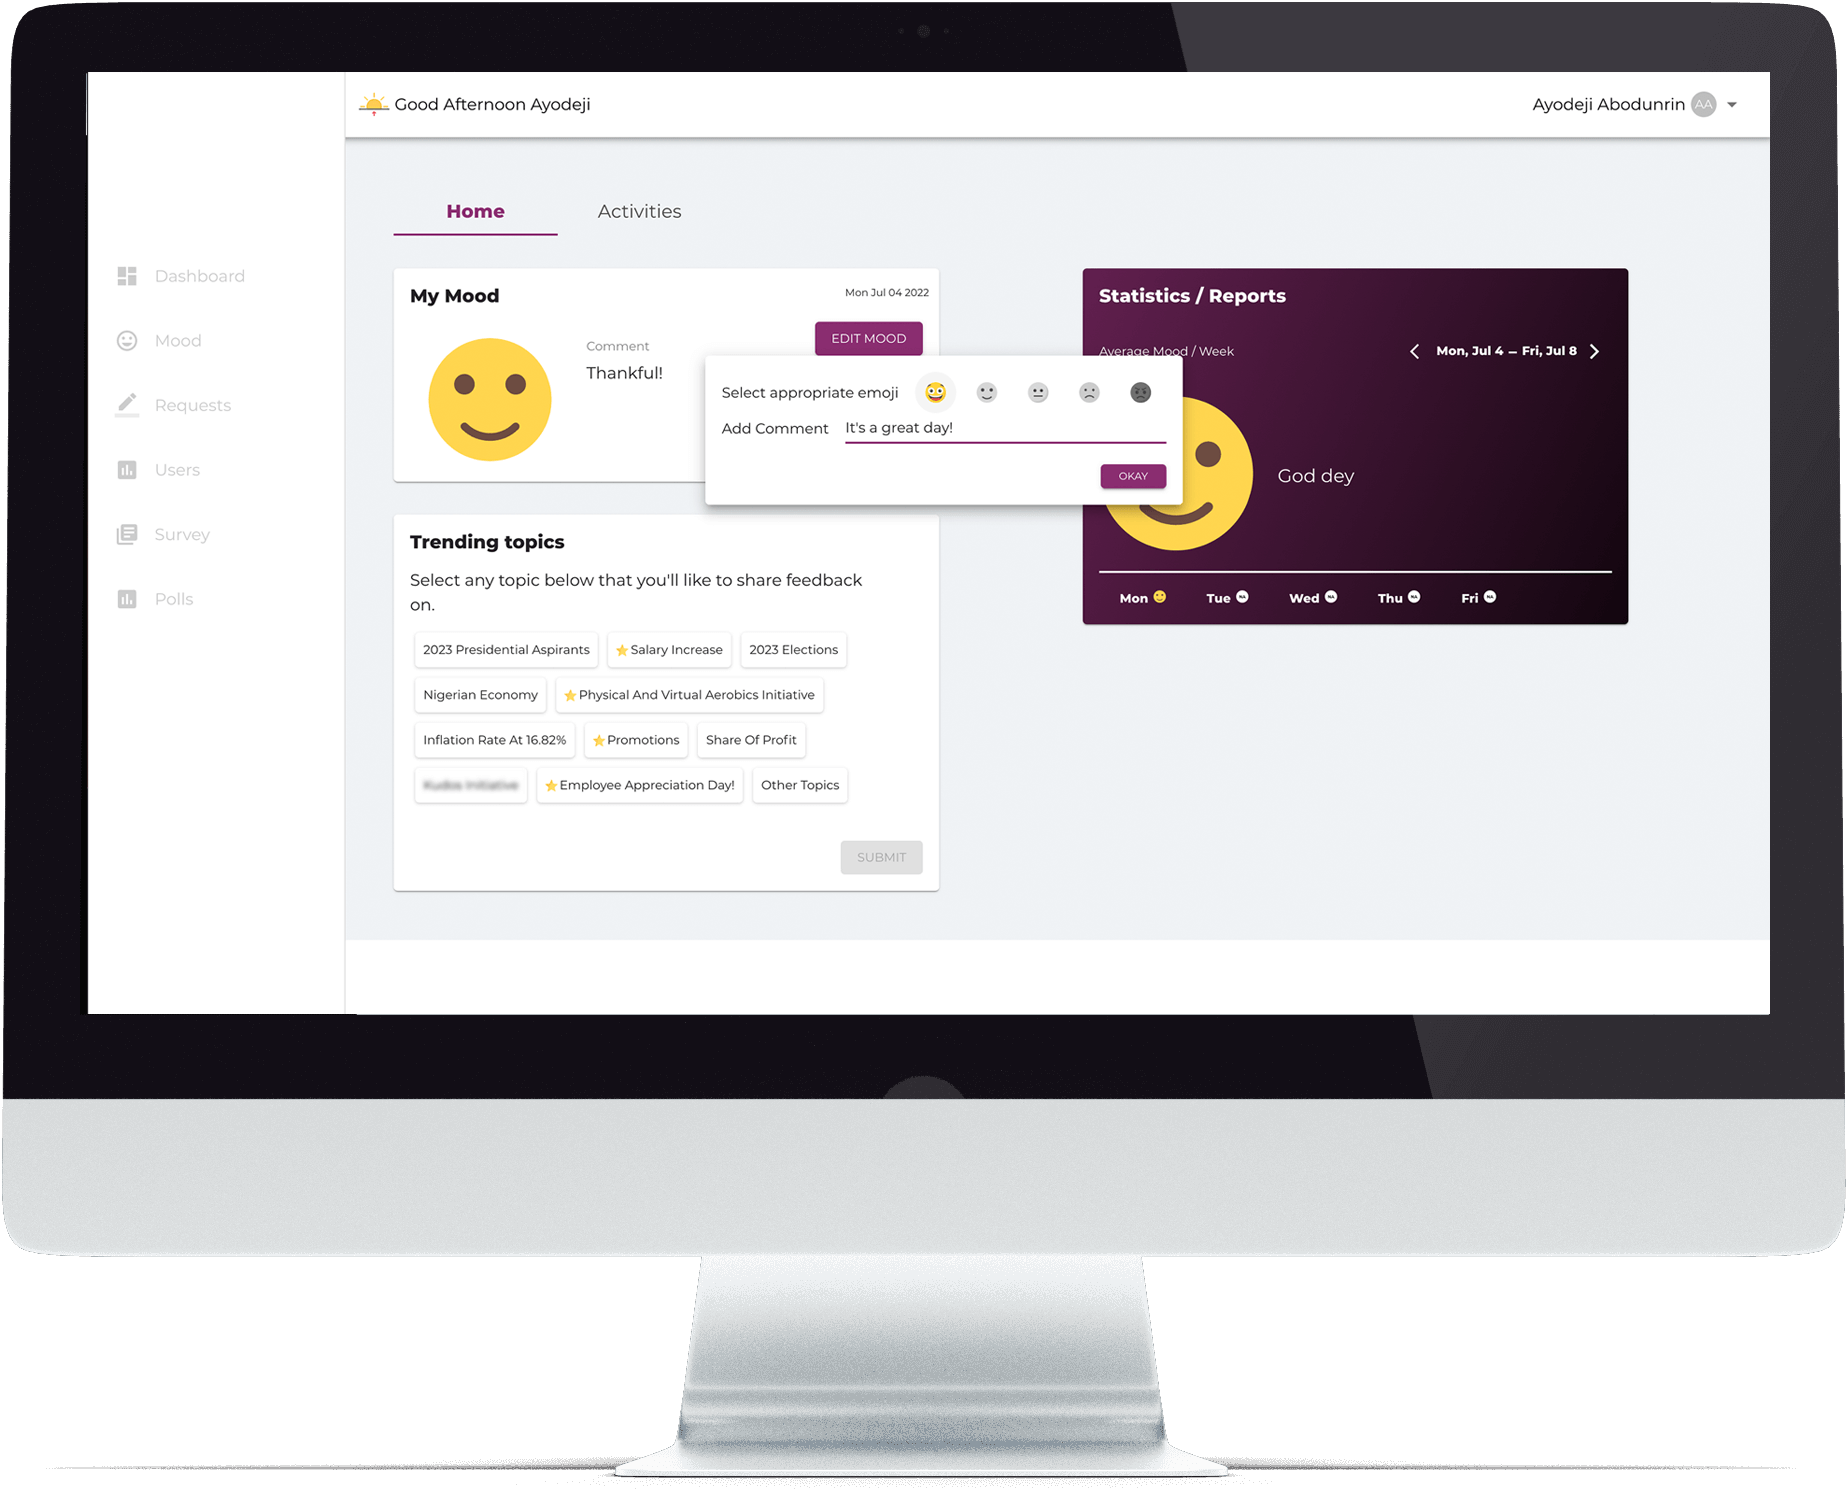 Good Afternoon Ayodeji
Ayodeji Abodunrin AA
Dashboard
Mood
Requests
Users
Survey
Polls
Home
Activities
My Mood
Mon Jul 04 2022
EDIT MOOD
Comment
Thankful!
Select appropriate emoji
Add Comment It's a great day!
OKAY
Statistics / Reports
Average Mood / Week
Mon, Jul 4 – Fri, Jul 8
God dey
Mon Tue NA Wed NA Thu NA Fri NA
Trending topics
Select any topic below that you'll like to share feedback
on.
2023 Presidential Aspirants Salary Increase 2023 Elections
Nigerian Economy Physical And Virtual Aerobics Initiative
Inflation Rate At 16.82% Promotions Share Of Profit
Employee Appreciation Day! Other Topics
SUBMIT